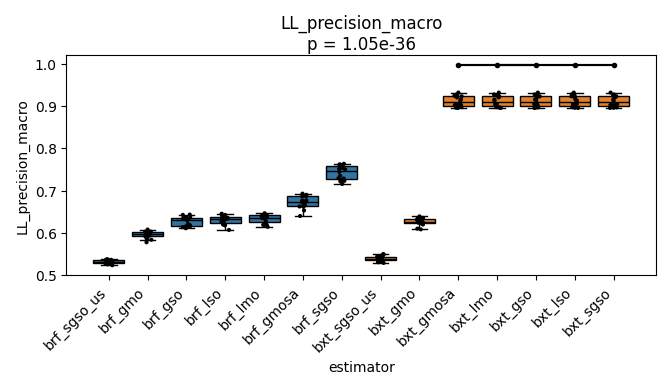 LL_precision_macro
p = 1.05e-36
LL_precision_macro
1.0
0.9
0.8
0.7
0.6
0.5
brf_sgso_us
brf_gmo
brf_gso
brf_lso
brf_lmo
brf_gmosa
brf_sgso
bxt_sgso_us
bxt_gmo
bxt_gmosa
bxt_lmo
bxt_gso
bxt_lso
bxt_sgso
estimator